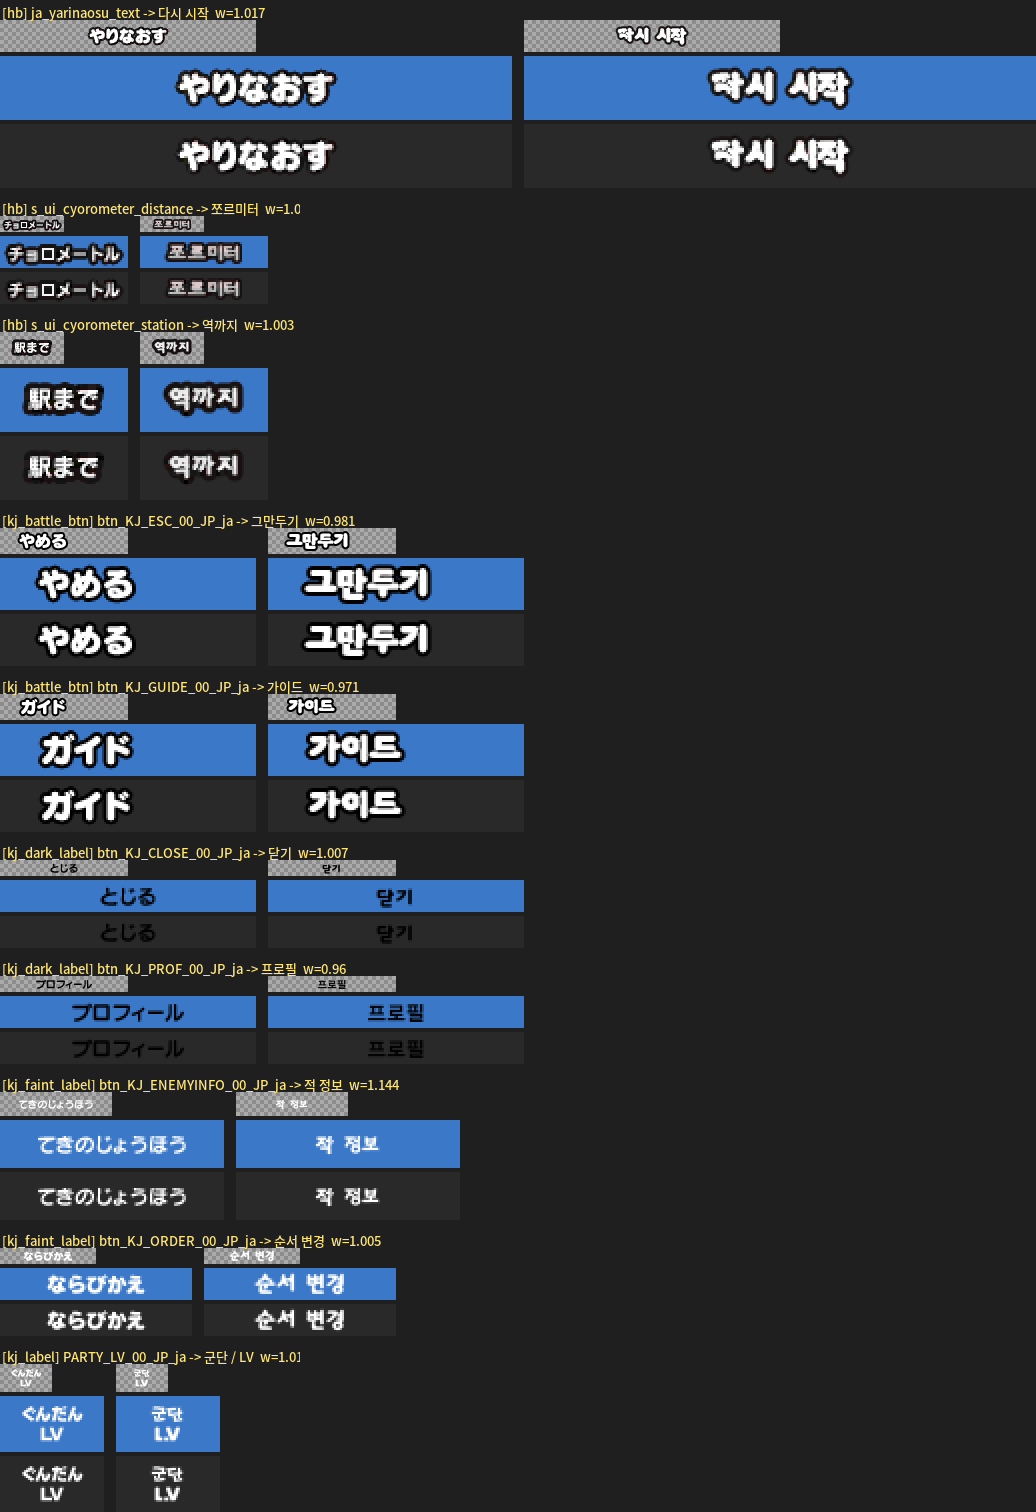 [hb] ja_yarinaosu_text -> 다시 시작 w=1.017
やりなおす 다시 시작
やりなおす 다시 시작
やりなおす 다시 시작
[hb] s_ui_cyorometer_distance -> 쪼르미터 w=1.0
チョロメートル 쪼르미터
チョロメートル 쪼르미터
チョロメートル 쪼르미터
[hb] s_ui_cyorometer_station -> 역까지 w=1.003
駅まで 역까지
駅まで 역까지
駅まで 역까지
[kj_battle_btn] btn_KJ_ESC_00_JP_ja -> 그만두기 w=0.981
やめる 그만두기
やめる 그만두기
やめる 그만두기
[kj_battle_btn] btn_KJ_GUIDE_00_JP_ja -> 가이드 w=0.971
ガイド 가이드
ガイド 가이드
ガイド 가이드
[kj_dark_label] btn_KJ_CLOSE_00_JP_ja -> 닫기 w=1.007
とじる 닫기
とじる 닫기
とじる 닫기
[kj_dark_label] btn_KJ_PROF_00_JP_ja -> 프로필 w=0.96
プロフィール 프로필
プロフィール 프로필
プロフィール 프로필
[kj_faint_label] btn_KJ_ENEMYINFO_00_JP_ja -> 적 정보 w=1.144
てきのじょうほう 적 정보
てきのじょうほう 적 정보
てきのじょうほう 적 정보
[kj_faint_label] btn_KJ_ORDER_00_JP_ja -> 순서 변경 w=1.005
ならびかえ 순서 변경
ならびかえ 순서 변경
ならびかえ 순서 변경
[kj_label] PARTY_LV_00_JP_ja -> 군단 / LV w=1.01
ぐんだん 군단
LV LV
ぐんだん 군단
LV LV
ぐんだん 군단
LV LV